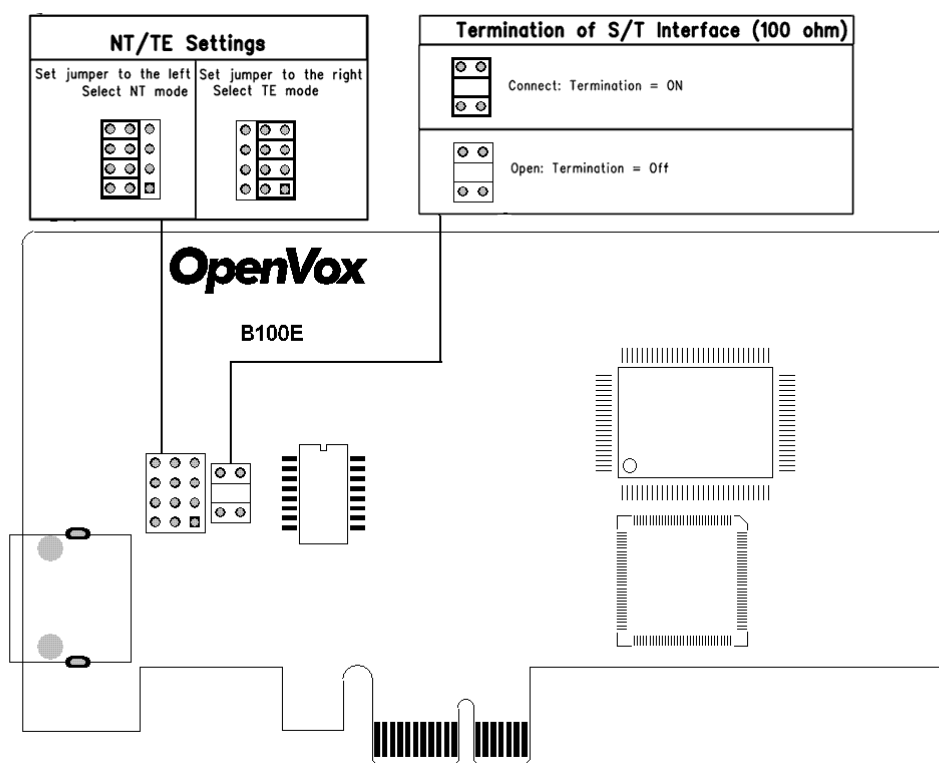 NT/TE Settings
Set jumper to the left
Select NT mode
Set jumper to the right
Select TE mode
Termination of S/T Interface (100 ohm)
Connect: Termination = ON
Open: Termination = Off
OpenVox
B100E